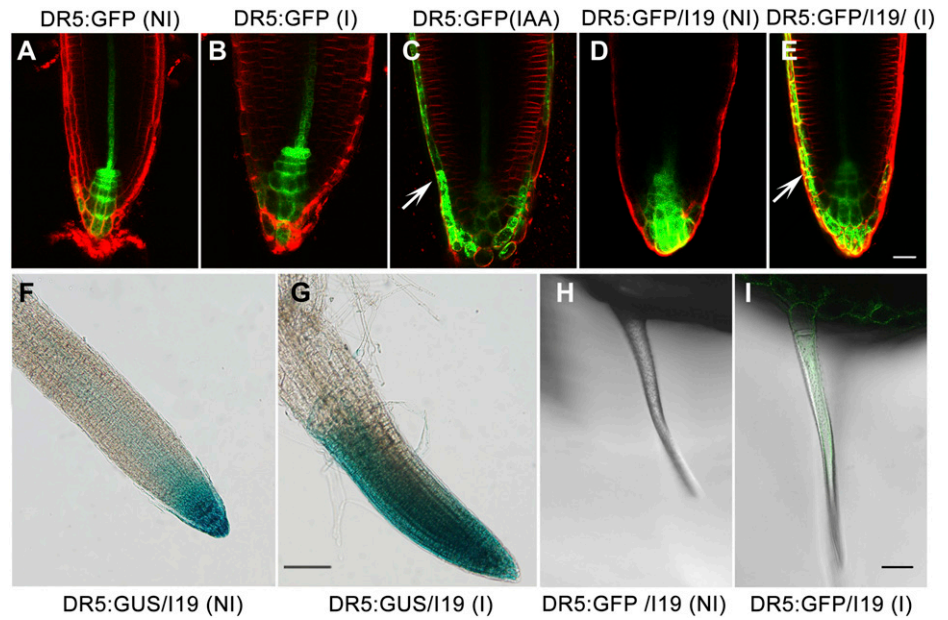 DR5:GFP (NI) DR5:GFP (I) DR5:GFP(IAA) DR5:GFP/I19 (NI) DR5:GFP/I19/ (I)
A B C D E
F G H I
DR5:GUS/I19 (NI) DR5:GUS/I19 (I) DR5:GFP /I19 (NI) DR5:GFP/I19 (I)